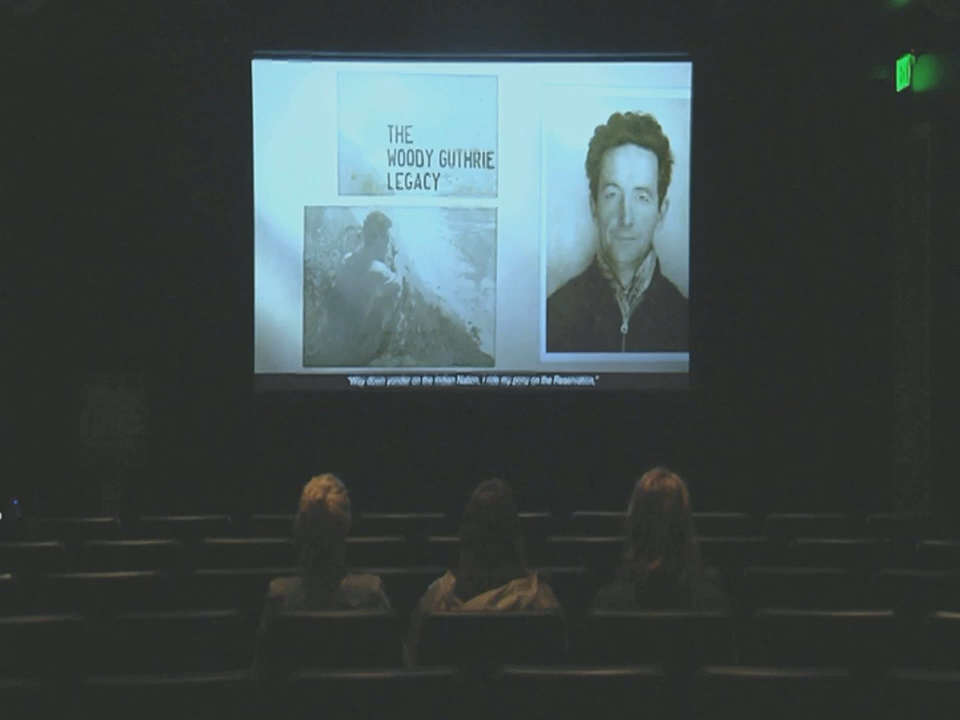 THE
WOODY GUTHRIE
LEGACY
"Way down yonder on the Indian Nation, I ride my pony on the Reservation,"